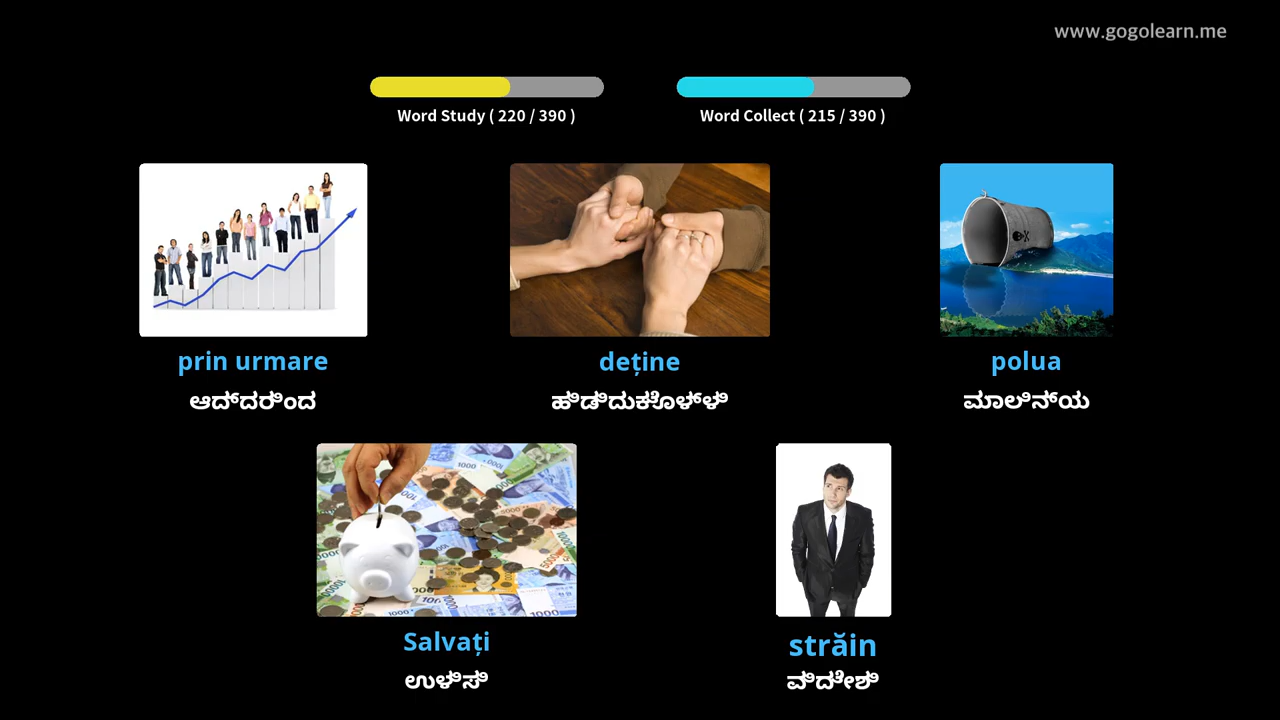 www.gogolearn.me
Word Study ( 220 / 390 )
Word Collect ( 215 / 390 )
prin urmare
deține
polua
ಆದ್ದರಿಂದ
ಹಿಡಿದುಕೊಳ್ಳಿ
ಮಾಲಿನ್ಯ
Salvați
străin
ಉಳಿಸಿ
ವಿದೇಶಿ